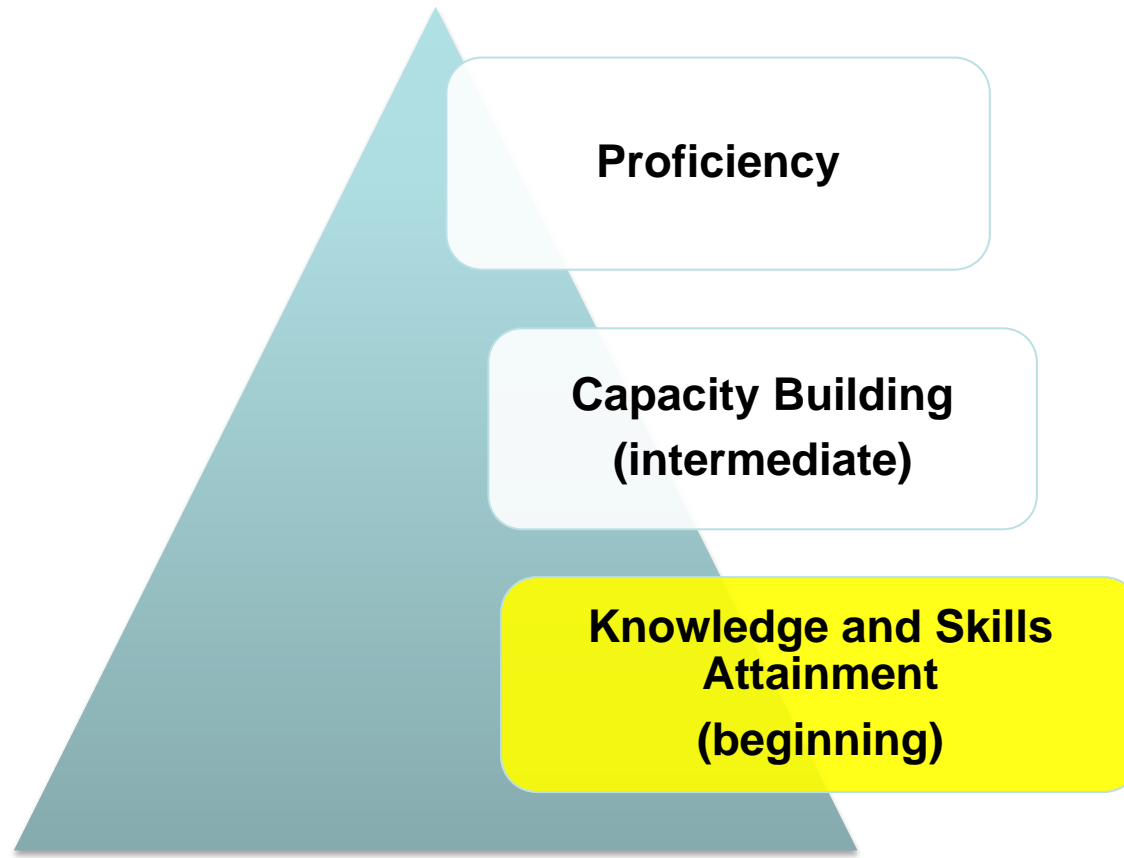 Proficiency
Capacity Building
(intermediate)
Knowledge and Skills
Attainment
(beginning)